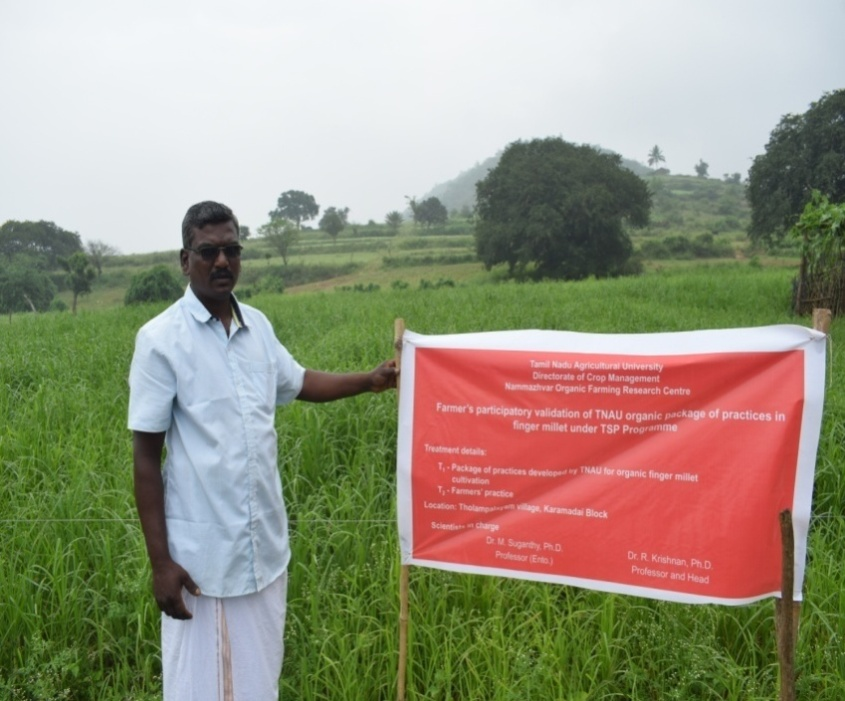 Tamil Nadu Agricultural University
Directorate of Crop Management
Nammazhvar Organic Farming Research Centre
Farmer's participatory validation of TNAU organic package of practices in
finger millet under TSP Programme
Treatment details:
T₁ - Package of practices developed by TNAU for organic finger millet
cultivation
T₂ - Farmers' practice
Location: village, Karamadai Block
Scientists charge
Dr. M. Suganthy, Ph.D.
Professor (Ento.)
Dr. R. Krishnan, Ph.D.
Professor and Head